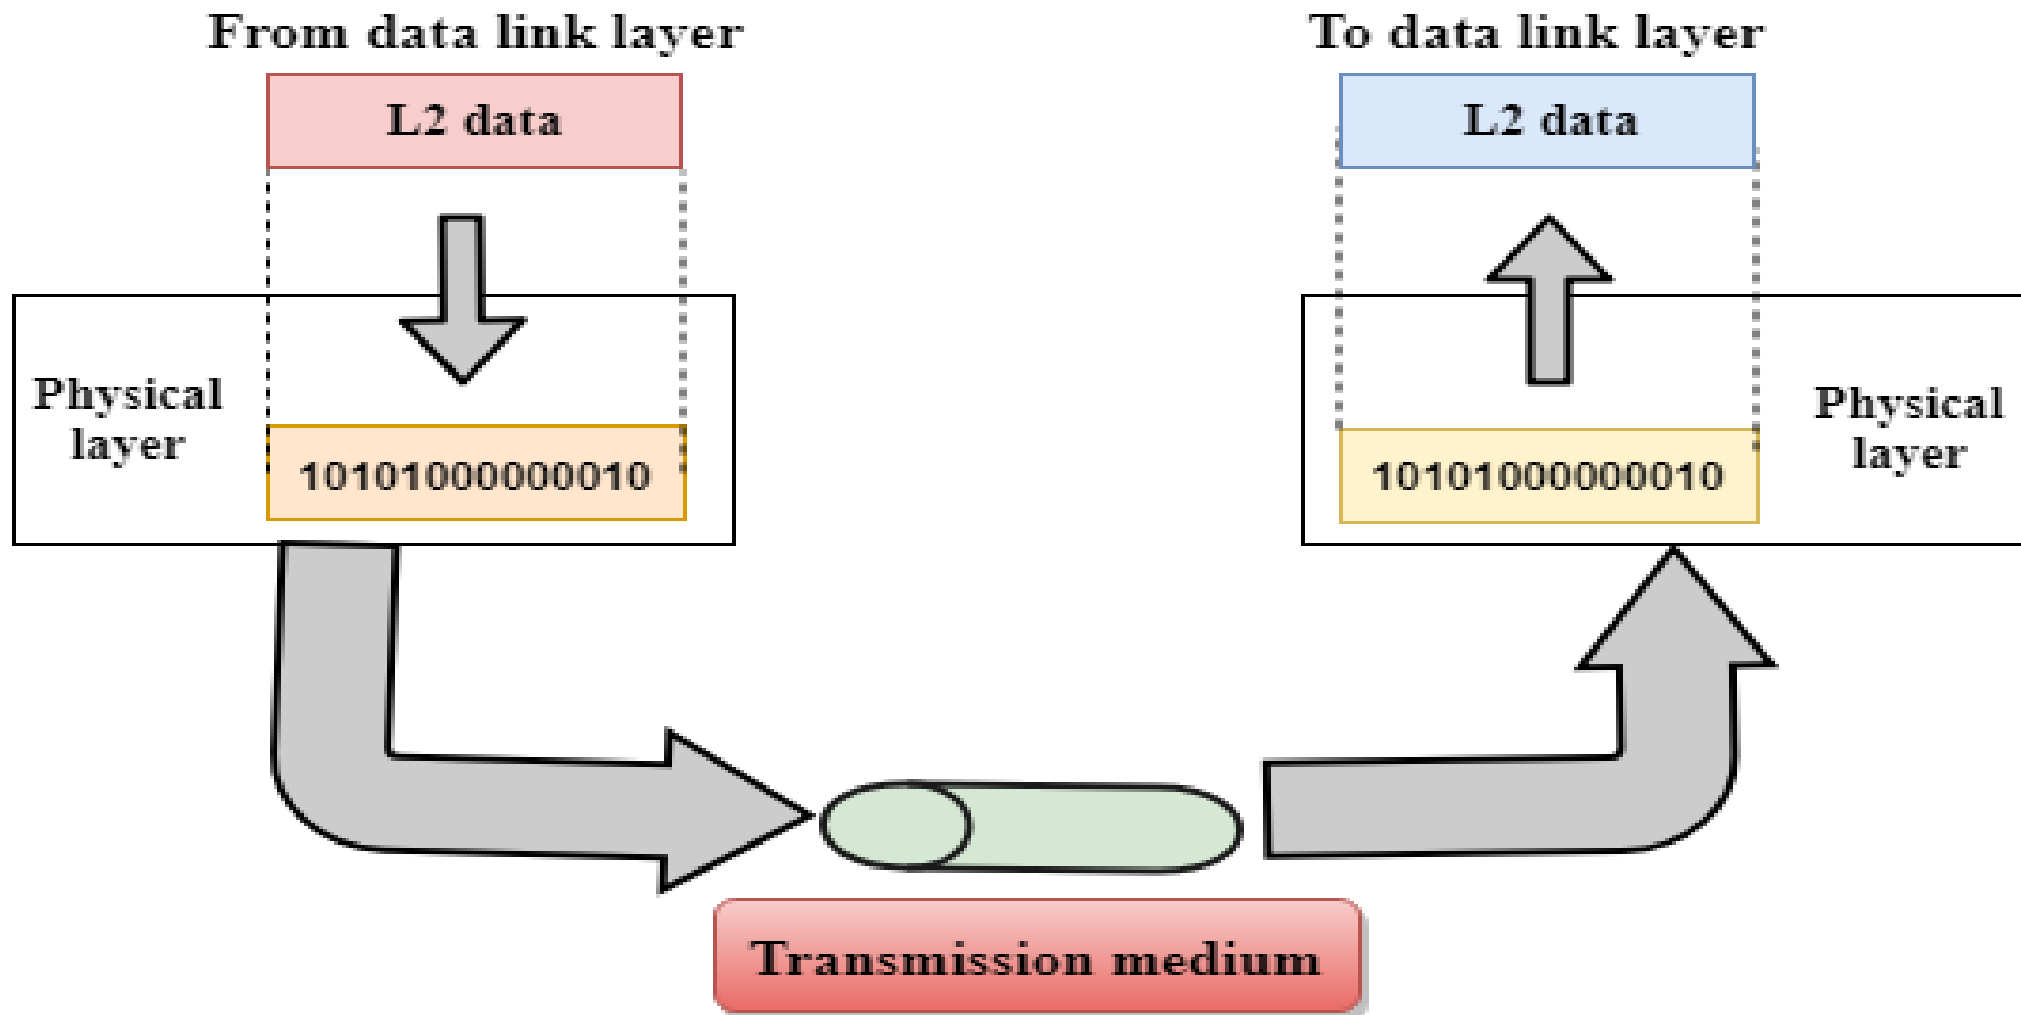 From data link layer
To data link layer
L2 data
L2 data
Physical
layer
10101000000010
10101000000010
Physical
layer
Transmission medium